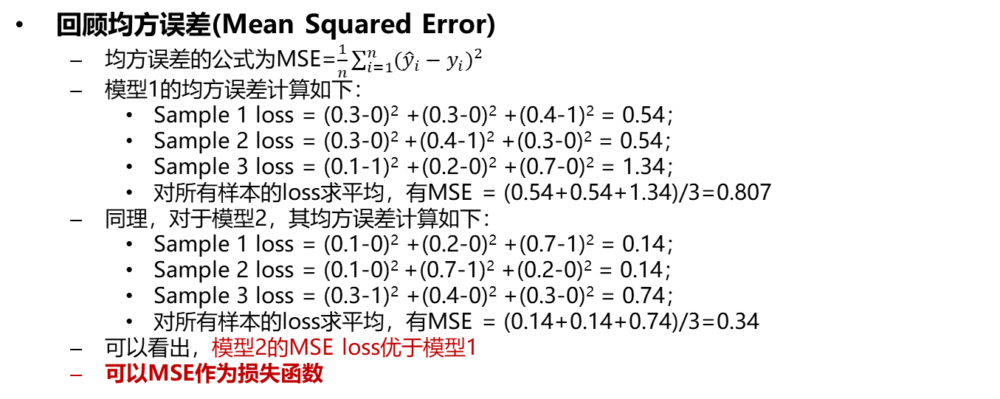 • 回顾均方误差(Mean Squared Error)
– 均方误差的公式为MSE=$\frac{1}{n}\sum_{i=1}^{n}(\hat{y}_i - y_i)^2$
– 模型1的均方误差计算如下：
• Sample 1 loss = (0.3-0)² +(0.3-0)² +(0.4-1)² = 0.54；
• Sample 2 loss = (0.3-0)² +(0.4-1)² +(0.3-0)² = 0.54；
• Sample 3 loss = (0.1-1)² +(0.2-0)² +(0.7-0)² = 1.34；
• 对所有样本的loss求平均，有MSE = (0.54+0.54+1.34)/3=0.807
– 同理，对于模型2，其均方误差计算如下：
• Sample 1 loss = (0.1-0)² +(0.2-0)² +(0.7-1)² = 0.14；
• Sample 2 loss = (0.1-0)² +(0.7-1)² +(0.2-0)² = 0.14；
• Sample 3 loss = (0.3-1)² +(0.4-0)² +(0.3-0)² = 0.74；
• 对所有样本的loss求平均，有MSE = (0.14+0.14+0.74)/3=0.34
– 可以看出，模型2的MSE loss优于模型1
– 可以MSE作为损失函数